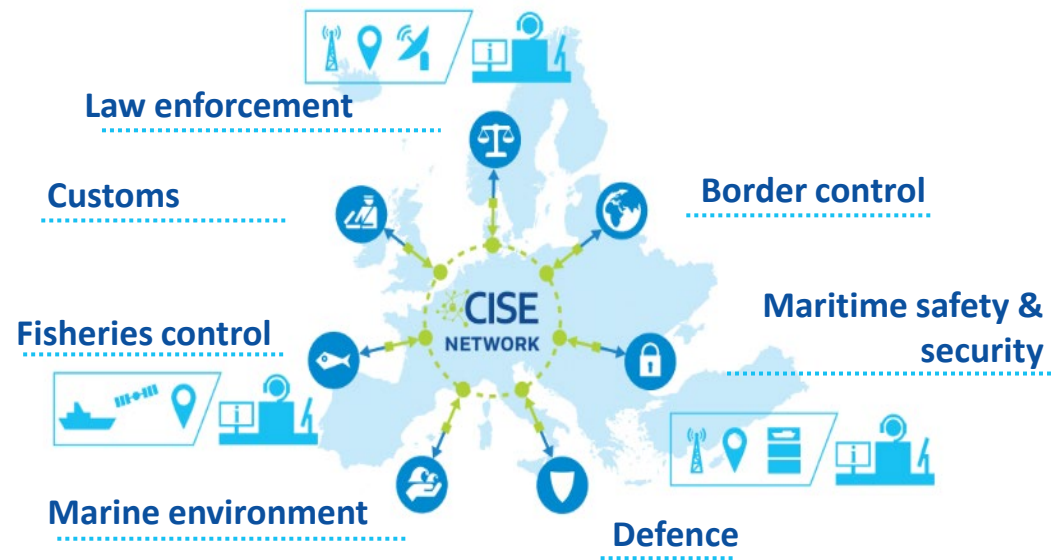 Law enforcement
Customs
Border control
CISE
NETWORK
Maritime safety &
security
Fisheries control
Marine environment
Defence